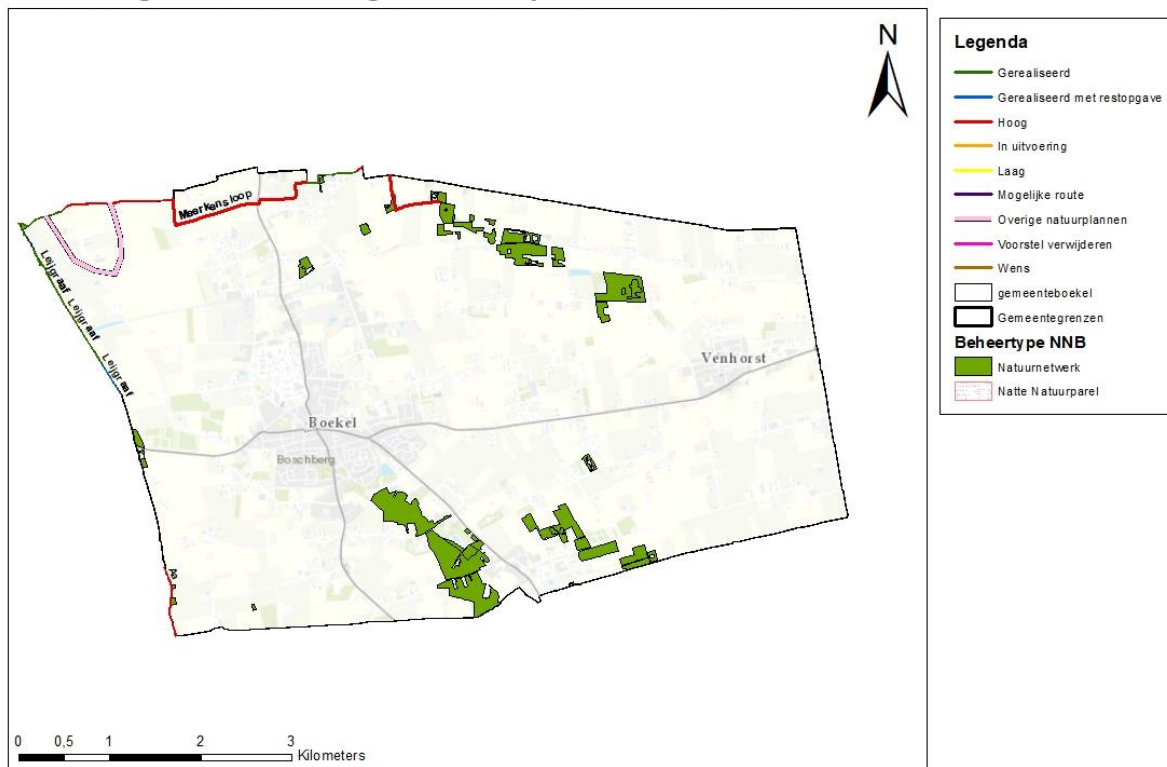 N
Meerkensloop
Leijgraaf
Leijgraaf
Leijgraaf
Venhorst
Boekel
Boschberg
Aa
0 0,5 1 2 3
Kilometers
Legenda
Gerealiseerd
Gerealiseerd met restopgave
Hoog
In uitvoering
Laag
Mogelijke route
Overige natuurplannen
Voorstel verwijderen
Wens
gemeenteboekel
Gemeentegrenzen
Beheertype NNB
Natuurnetwerk
Natte Natuurparel